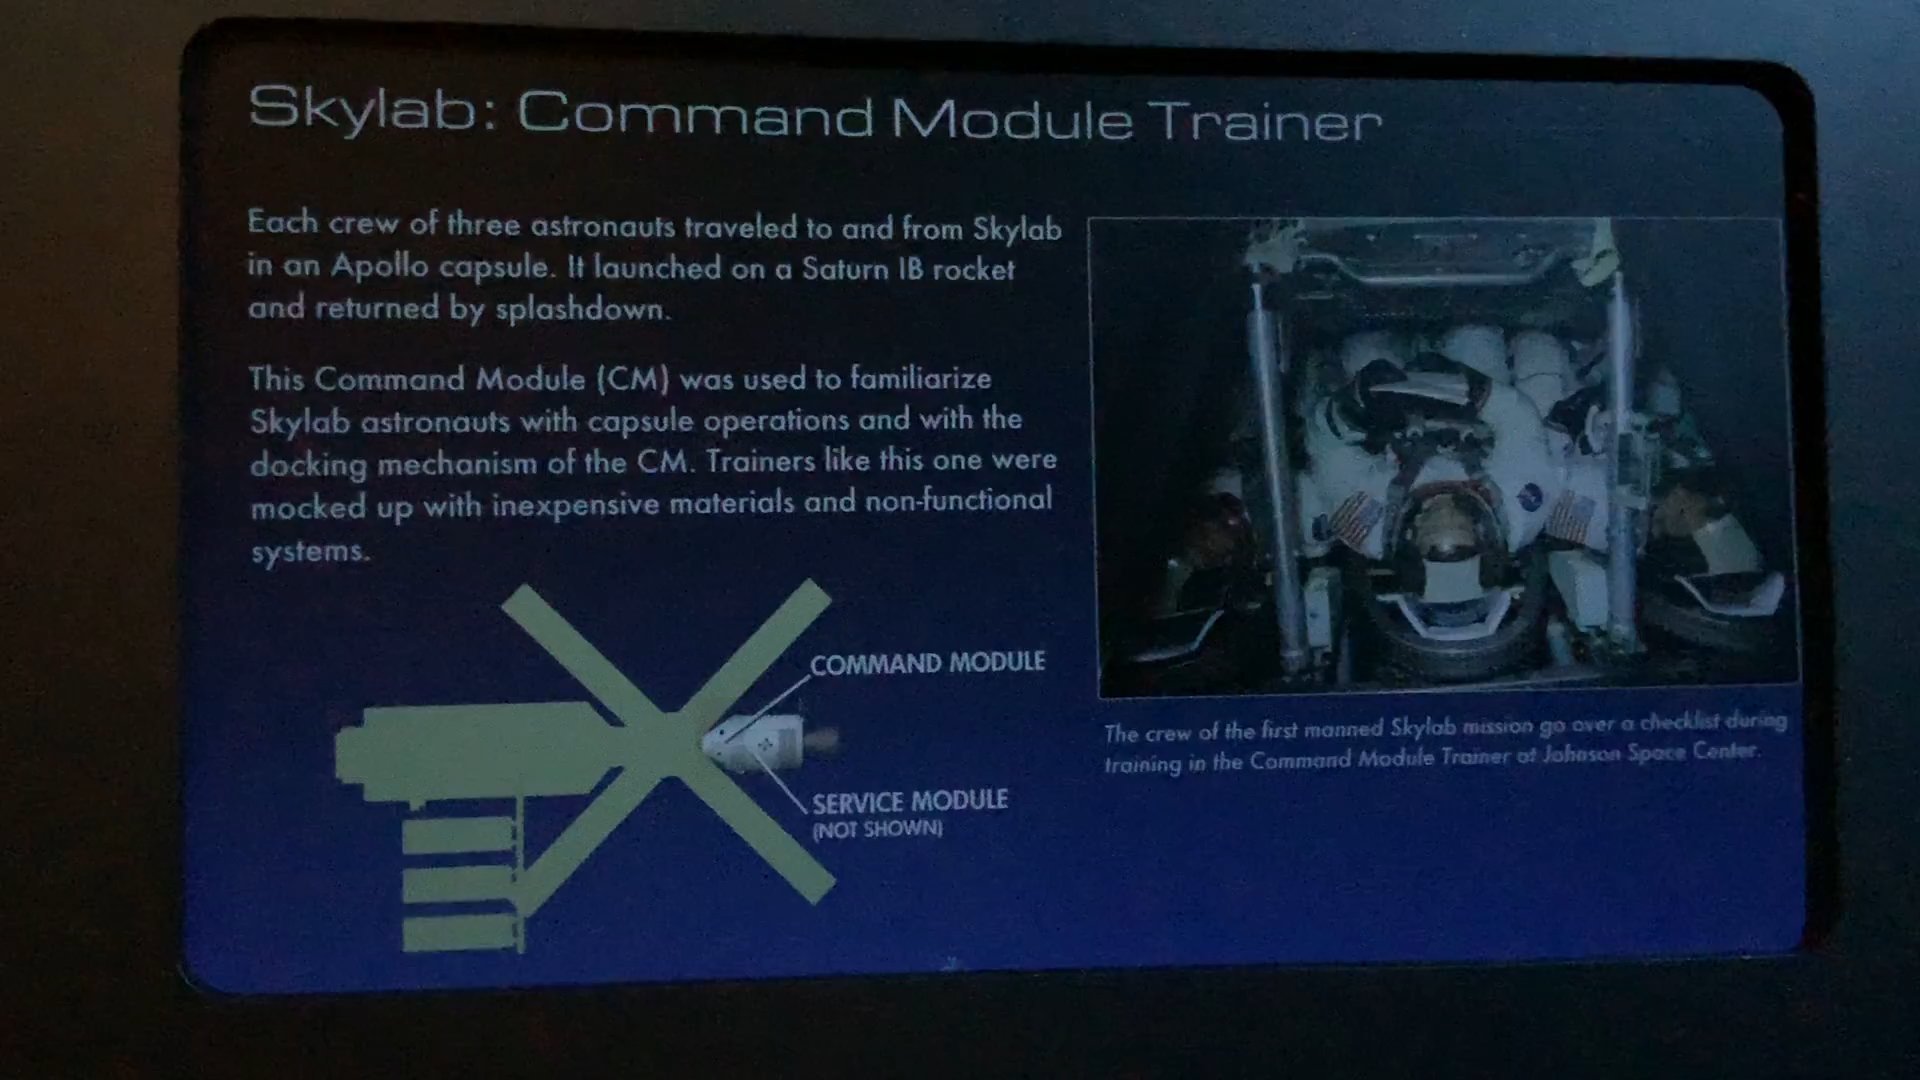 Skylab: Command Module Trainer
Each crew of three astronauts traveled to and from Skylab
in an Apollo capsule. It launched on a Saturn IB rocket
and returned by splashdown.
This Command Module (CM) was used to familiarize
Skylab astronauts with capsule operations and with the
docking mechanism of the CM. Trainers like this one were
mocked up with inexpensive materials and non-functional
systems.
COMMAND MODULE
SERVICE MODULE
(NOT SHOWN)
The crew of the first manned Skylab mission go over a checklist during
training in the Command Module Trainer at Johnson Space Center.